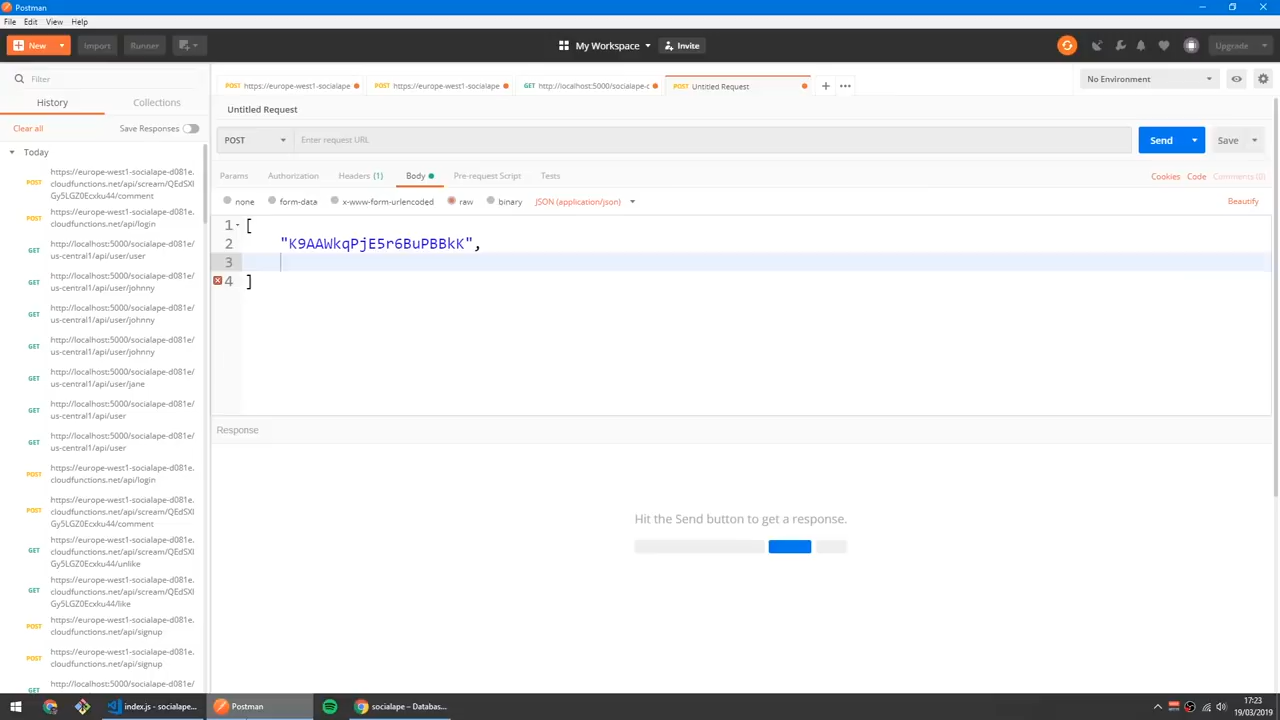 Postman
File Edit View Help
New Import Runner My Workspace Invite Upgrade
Filter
History Collections
Clear all Save Responses
Today
POST https://europe-west1-socialape-d081e.
cloudfunctions.net/api/scream/QEdSXI
Gy5LGZ0Ecxku44/comment
POST https://europe-west1-socialape-d081e.
cloudfunctions.net/api/login
GET http://localhost:5000/socialape-d081e/
us-central1/api/user/user
GET http://localhost:5000/socialape-d081e/
us-central1/api/user/johnny
GET http://localhost:5000/socialape-d081e/
us-central1/api/user/johnny
GET http://localhost:5000/socialape-d081e/
us-central1/api/user/johnny
GET http://localhost:5000/socialape-d081e/
us-central1/api/user/jane
GET http://localhost:5000/socialape-d081e/
us-central1/api/user
GET http://localhost:5000/socialape-d081e/
us-central1/api/user
POST https://europe-west1-socialape-d081e.
cloudfunctions.net/api/login
POST https://europe-west1-socialape-d081e.
cloudfunctions.net/api/scream/QEdSXI
Gy5LGZ0Ecxku44/comment
GET https://europe-west1-socialape-d081e.
cloudfunctions.net/api/scream/QEdSXI
Gy5LGZ0Ecxku44/unlike
GET https://europe-west1-socialape-d081e.
cloudfunctions.net/api/scream/QEdSXI
Gy5LGZ0Ecxku44/like
POST https://europe-west1-socialape-d081e.
cloudfunctions.net/api/signup
POST https://europe-west1-socialape-d081e.
cloudfunctions.net/api/signup
GET http://localhost:5000/socialape-d081e/
POST https://europe-west1-socialape POST https://europe-west1-socialape GET http://localhost:5000/socialape-c POST Untitled Request + ••• No Environment
Untitled Request
POST Enter request URL Send Save
Params Authorization Headers (1) Body Pre-request Script Tests Cookies Code Comments (0)
none form-data x-www-form-urlencoded raw binary JSON (application/json) Beautify
1 [
2 "K9AAWkqPjE5r6BuPBBkK",
3
4 ]
Response
Hit the Send button to get a response.
index.js - socialape... Postman socialape – Databas... 17:23
19/03/2019